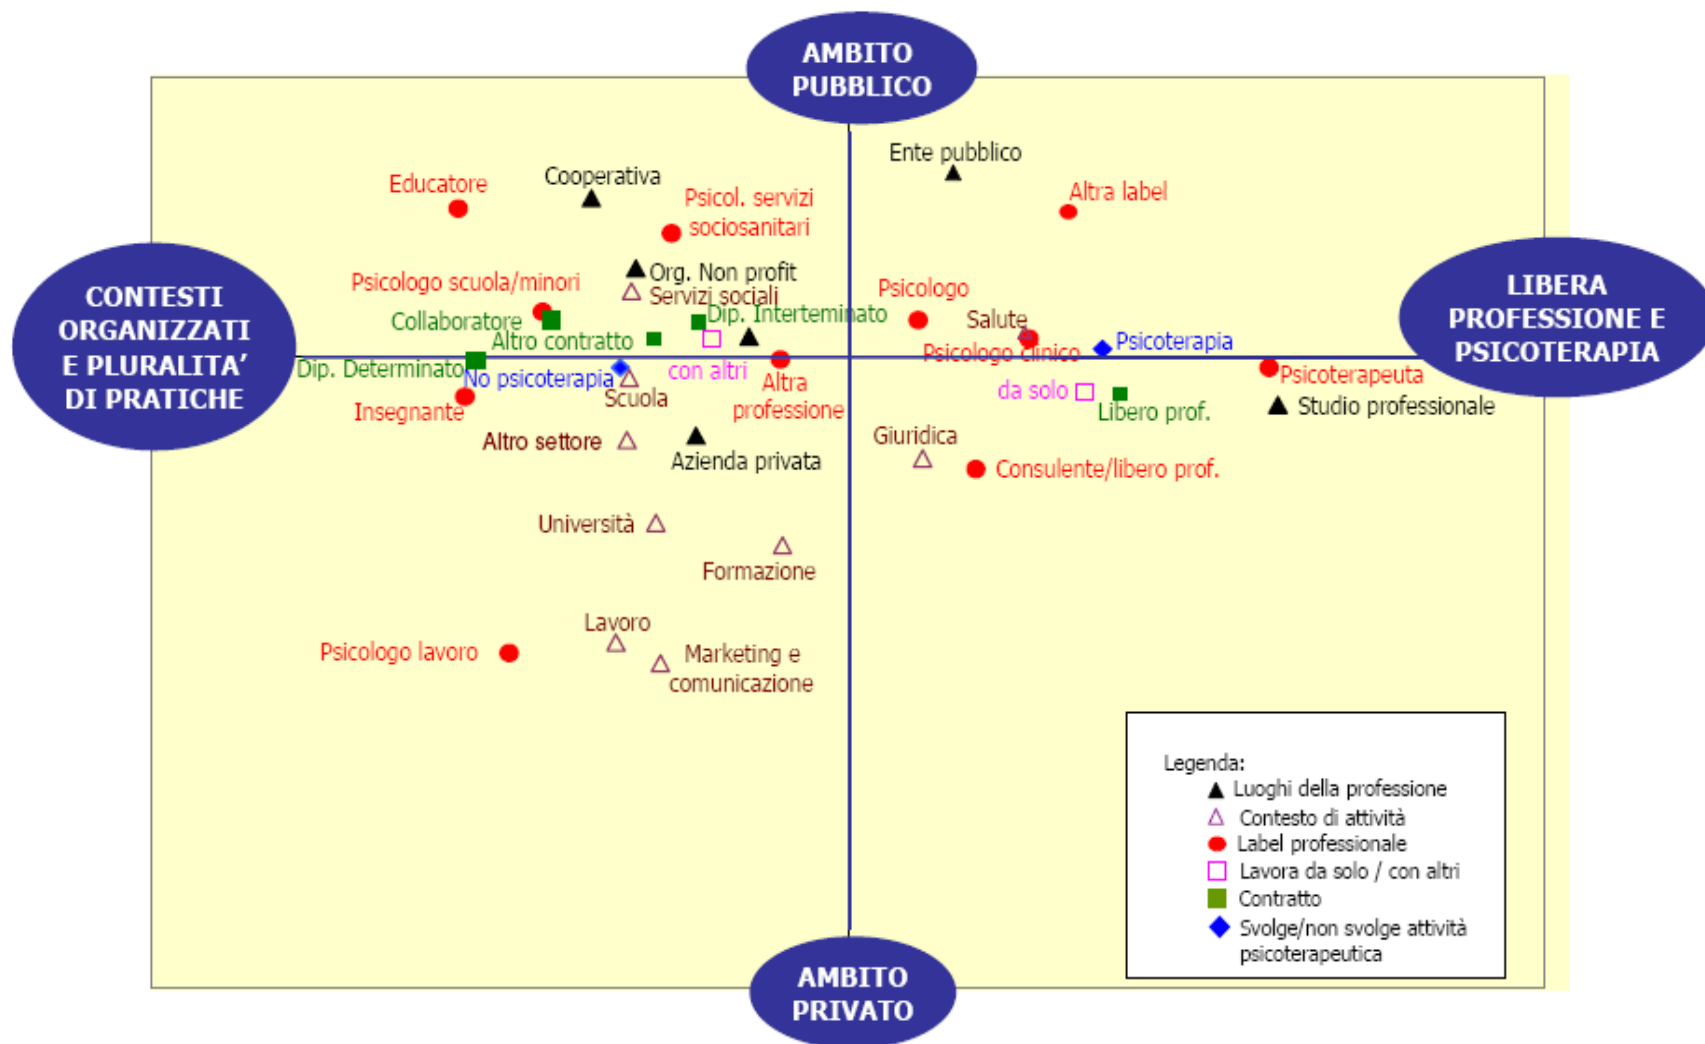 AMBITO
PUBBLICO
Ente pubblico
Cooperativa
Educatore
Psicol. servizi
sociosanitari
Altra label
Org. Non profit
Psicologo scuola/minori
Servizi sociali
Psicologo
CONTESTI
ORGANIZZATI
E PLURALITA’
DI PRATICHE
LIBERA
PROFESSIONE E
PSICOTERAPIA
Collaboratore
Dip. Interteminato
Salute
Altro contratto
Psicoterapia
Psicologo clinico
Dip. Determinato
No psicoterapia
con altri
Altra
professione
Psicoterapeuta
da solo
Scuola
Insegnante
Libero prof.
Studio professionale
Altro settore
Giuridica
Azienda privata
Consulente/libero prof.
Università
Formazione
Lavoro
Psicologo lavoro
Marketing e
comunicazione
Legenda:
Luoghi della professione
Contesto di attività
Label professionale
Lavora da solo / con altri
Contratto
Svolge/non svolge attività
psicoterapeutica
AMBITO
PRIVATO